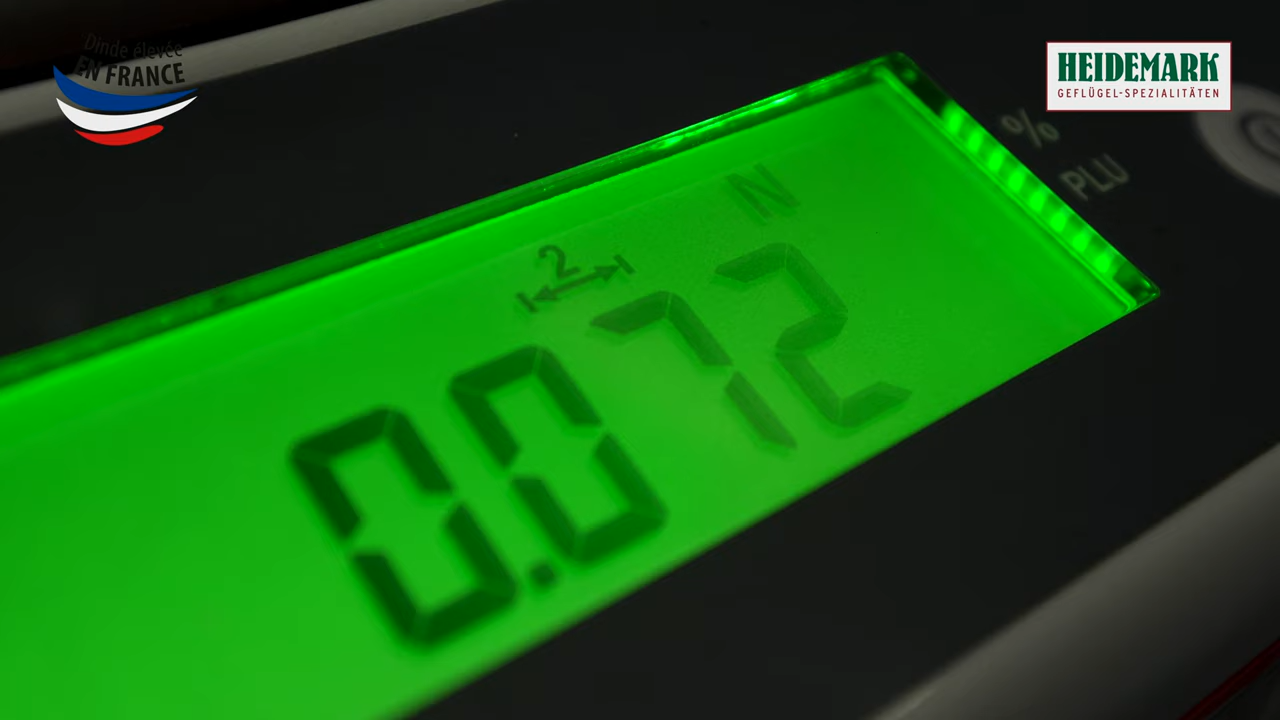 Dinde élevée
EN FRANCE
HEIDEMARK
GEFLÜGEL-SPEZIALITÄTEN
%
PLU
N
2
0.072